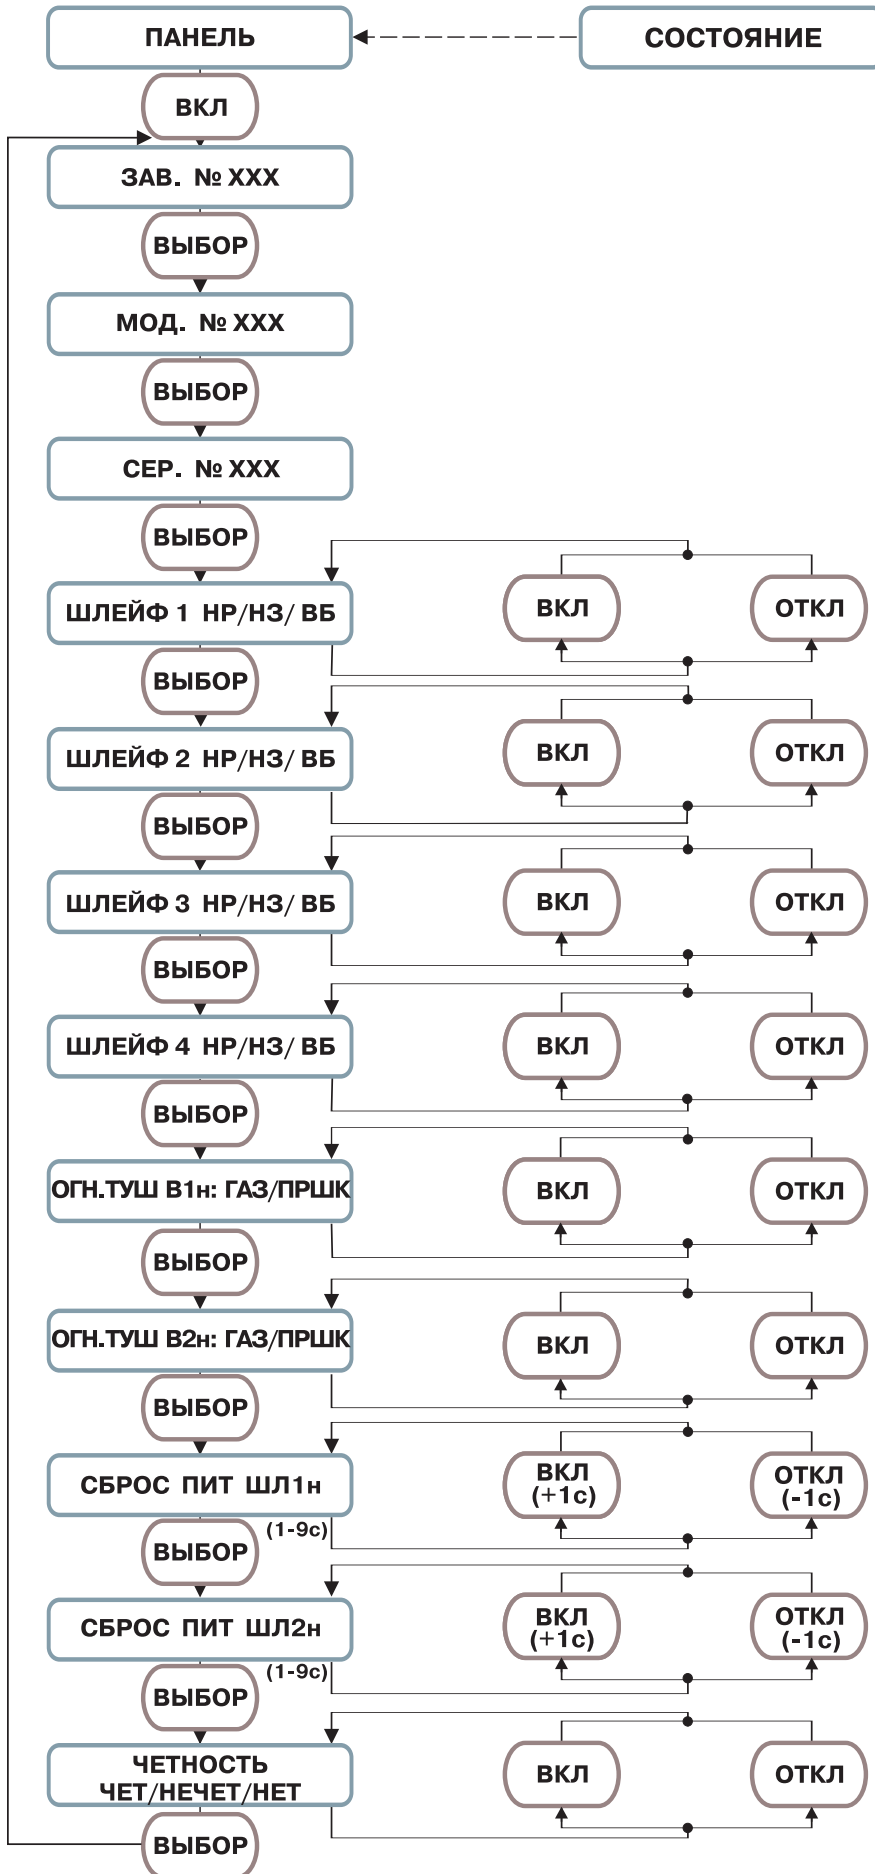 ПАНЕЛЬ
СОСТОЯНИЕ
ВКЛ
ЗАВ. № XXX
ВЫБОР
МОД. № XXX
ВЫБОР
СЕР. № XXX
ВЫБОР
ШЛЕЙФ 1 НР/НЗ/ ВБ
ВКЛ
ОТКЛ
ВЫБОР
ШЛЕЙФ 2 НР/НЗ/ ВБ
ВКЛ
ОТКЛ
ВЫБОР
ШЛЕЙФ 3 НР/НЗ/ ВБ
ВКЛ
ОТКЛ
ВЫБОР
ШЛЕЙФ 4 НР/НЗ/ ВБ
ВКЛ
ОТКЛ
ВЫБОР
ОГН.ТУШ В1н: ГАЗ/ПРШК
ВКЛ
ОТКЛ
ВЫБОР
ОГН.ТУШ В2н: ГАЗ/ПРШК
ВКЛ
ОТКЛ
ВЫБОР
СБРОС ПИТ ШЛ1н
(1-9с)
ВКЛ
(+1с)
ОТКЛ
(-1с)
ВЫБОР
СБРОС ПИТ ШЛ2н
(1-9с)
ВКЛ
(+1с)
ОТКЛ
(-1с)
ВЫБОР
ЧЕТНОСТЬ
ЧЕТ/НЕЧЕТ/НЕТ
ВКЛ
ОТКЛ
ВЫБОР